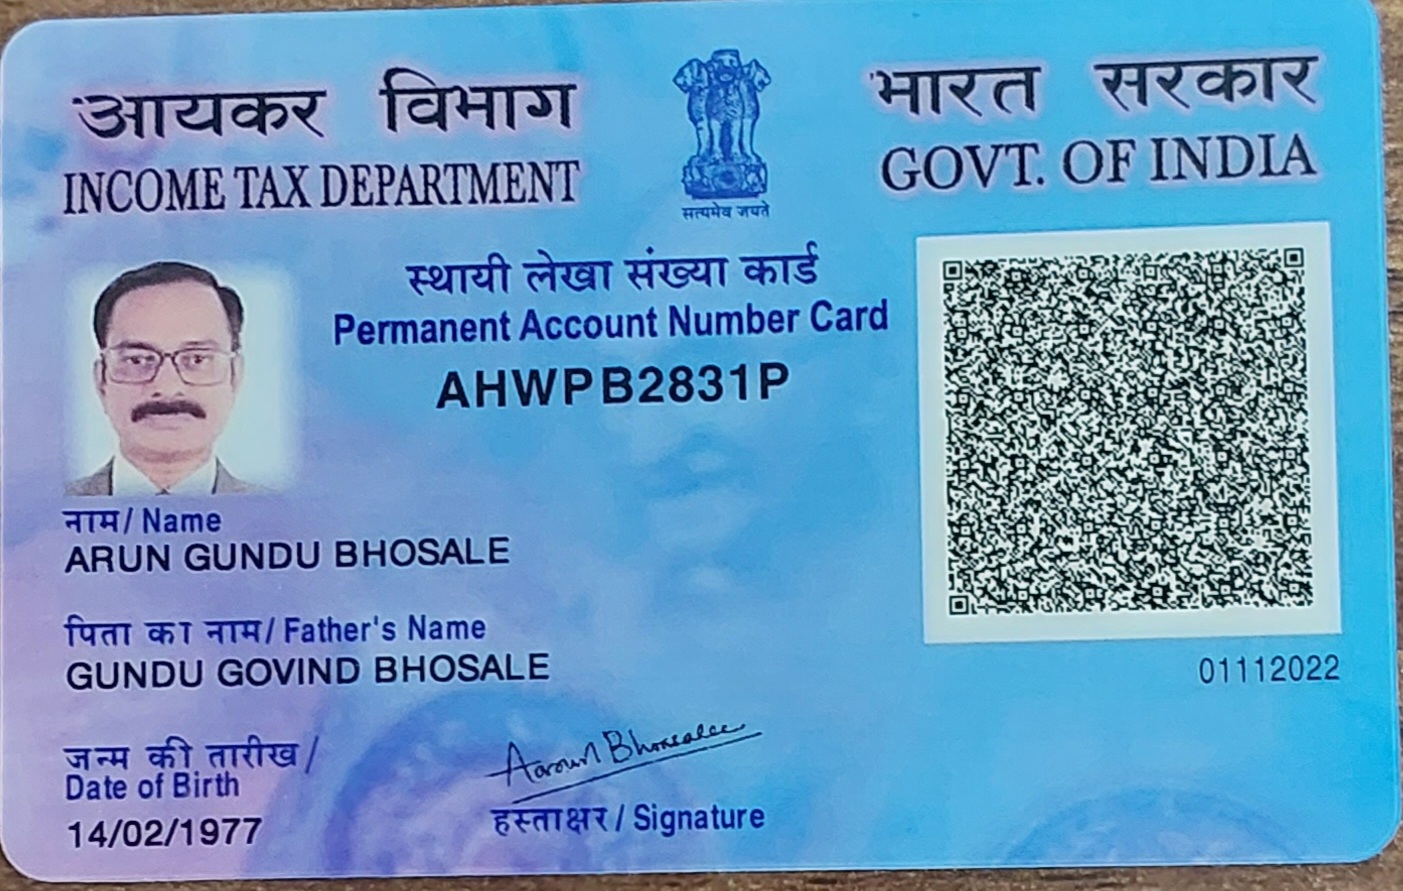 आयकर विभाग
INCOME TAX DEPARTMENT
सत्यमेव जयते
भारत सरकार
GOVT. OF INDIA
स्थायी लेखा संख्या कार्ड
Permanent Account Number Card
AHWPB2831P
नाम / Name
ARUN GUNDU BHOSALE
पिता का नाम / Father's Name
GUNDU GOVIND BHOSALE
01112022
जन्म की तारीख /
Date of Birth
14/02/1977
Aarun Bhosalee
हस्ताक्षर / Signature